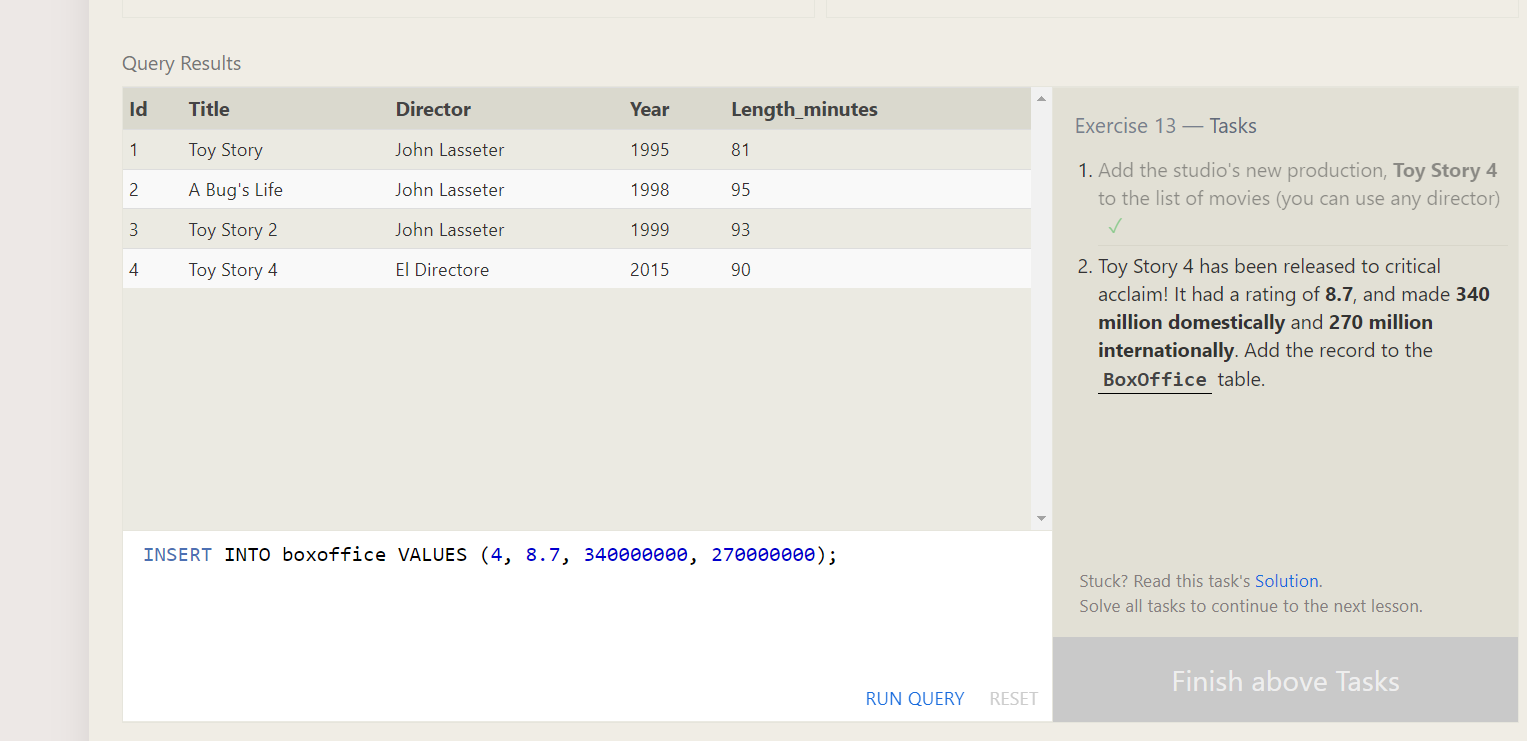 Query Results
Id Title Director Year Length_minutes
1 Toy Story John Lasseter 1995 81
2 A Bug's Life John Lasseter 1998 95
3 Toy Story 2 John Lasseter 1999 93
4 Toy Story 4 El Directore 2015 90
INSERT INTO boxoffice VALUES (4, 8.7, 340000000, 270000000);
RUN QUERY RESET
Exercise 13 — Tasks
1. Add the studio's new production, Toy Story 4
to the list of movies (you can use any director)
✓
2. Toy Story 4 has been released to critical
acclaim! It had a rating of 8.7, and made 340
million domestically and 270 million
internationally. Add the record to the
BoxOffice table.
Stuck? Read this task's Solution.
Solve all tasks to continue to the next lesson.
Finish above Tasks